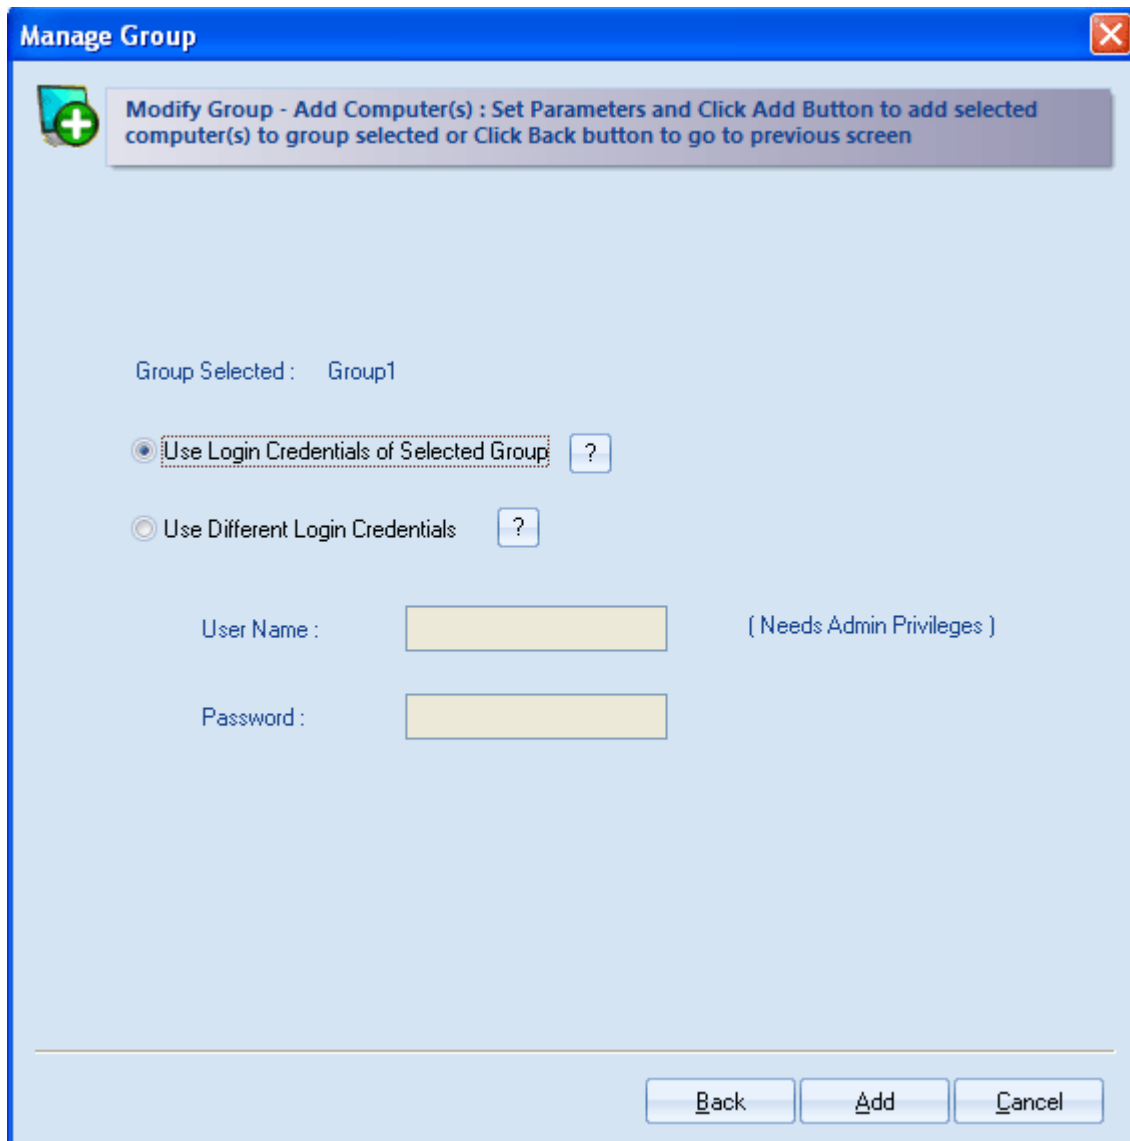 Manage Group
Modify Group - Add Computer(s) : Set Parameters and Click Add Button to add selected
computer(s) to group selected or Click Back button to go to previous screen
Group Selected : Group1
Use Login Credentials of Selected Group ?
Use Different Login Credentials ?
User Name : ( Needs Admin Privileges )
Password :
Back Add Cancel